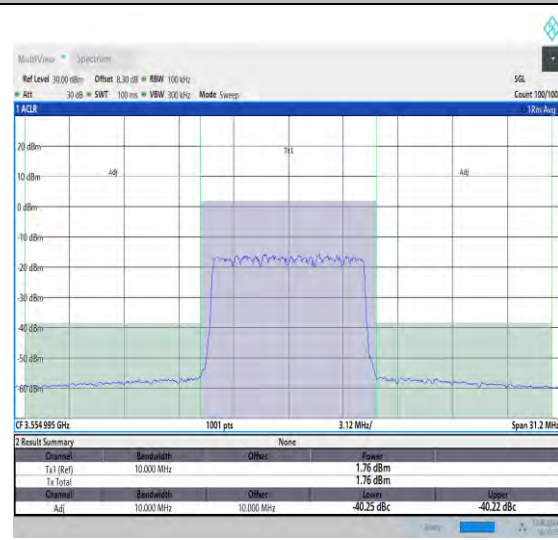 MultiView Spectrum
Ref Level 30.00 dBm Offset 8.30 dB RBW 100 kHz SGL
Att 30 dB SWT 100 ms VBW 300 kHz Mode Sweep Count 100/100
1 ACLR 1Rm Avg
Tx1
20 dBm
Adj Adj
10 dBm
0 dBm
-10 dBm
-20 dBm
-30 dBm
-40 dBm
-50 dBm
-60 dBm
CF 3.554 995 GHz 1001 pts 3.12 MHz/ Span 31.2 MHz
2 Result Summary None
Channel Bandwidth Offset Power
Tx1 (Ref) 10.000 MHz 1.76 dBm
Tx Total 1.76 dBm
Channel Bandwidth Offset Lower Upper
Adj 10.000 MHz 10.000 MHz -40.25 dBc -40.22 dBc